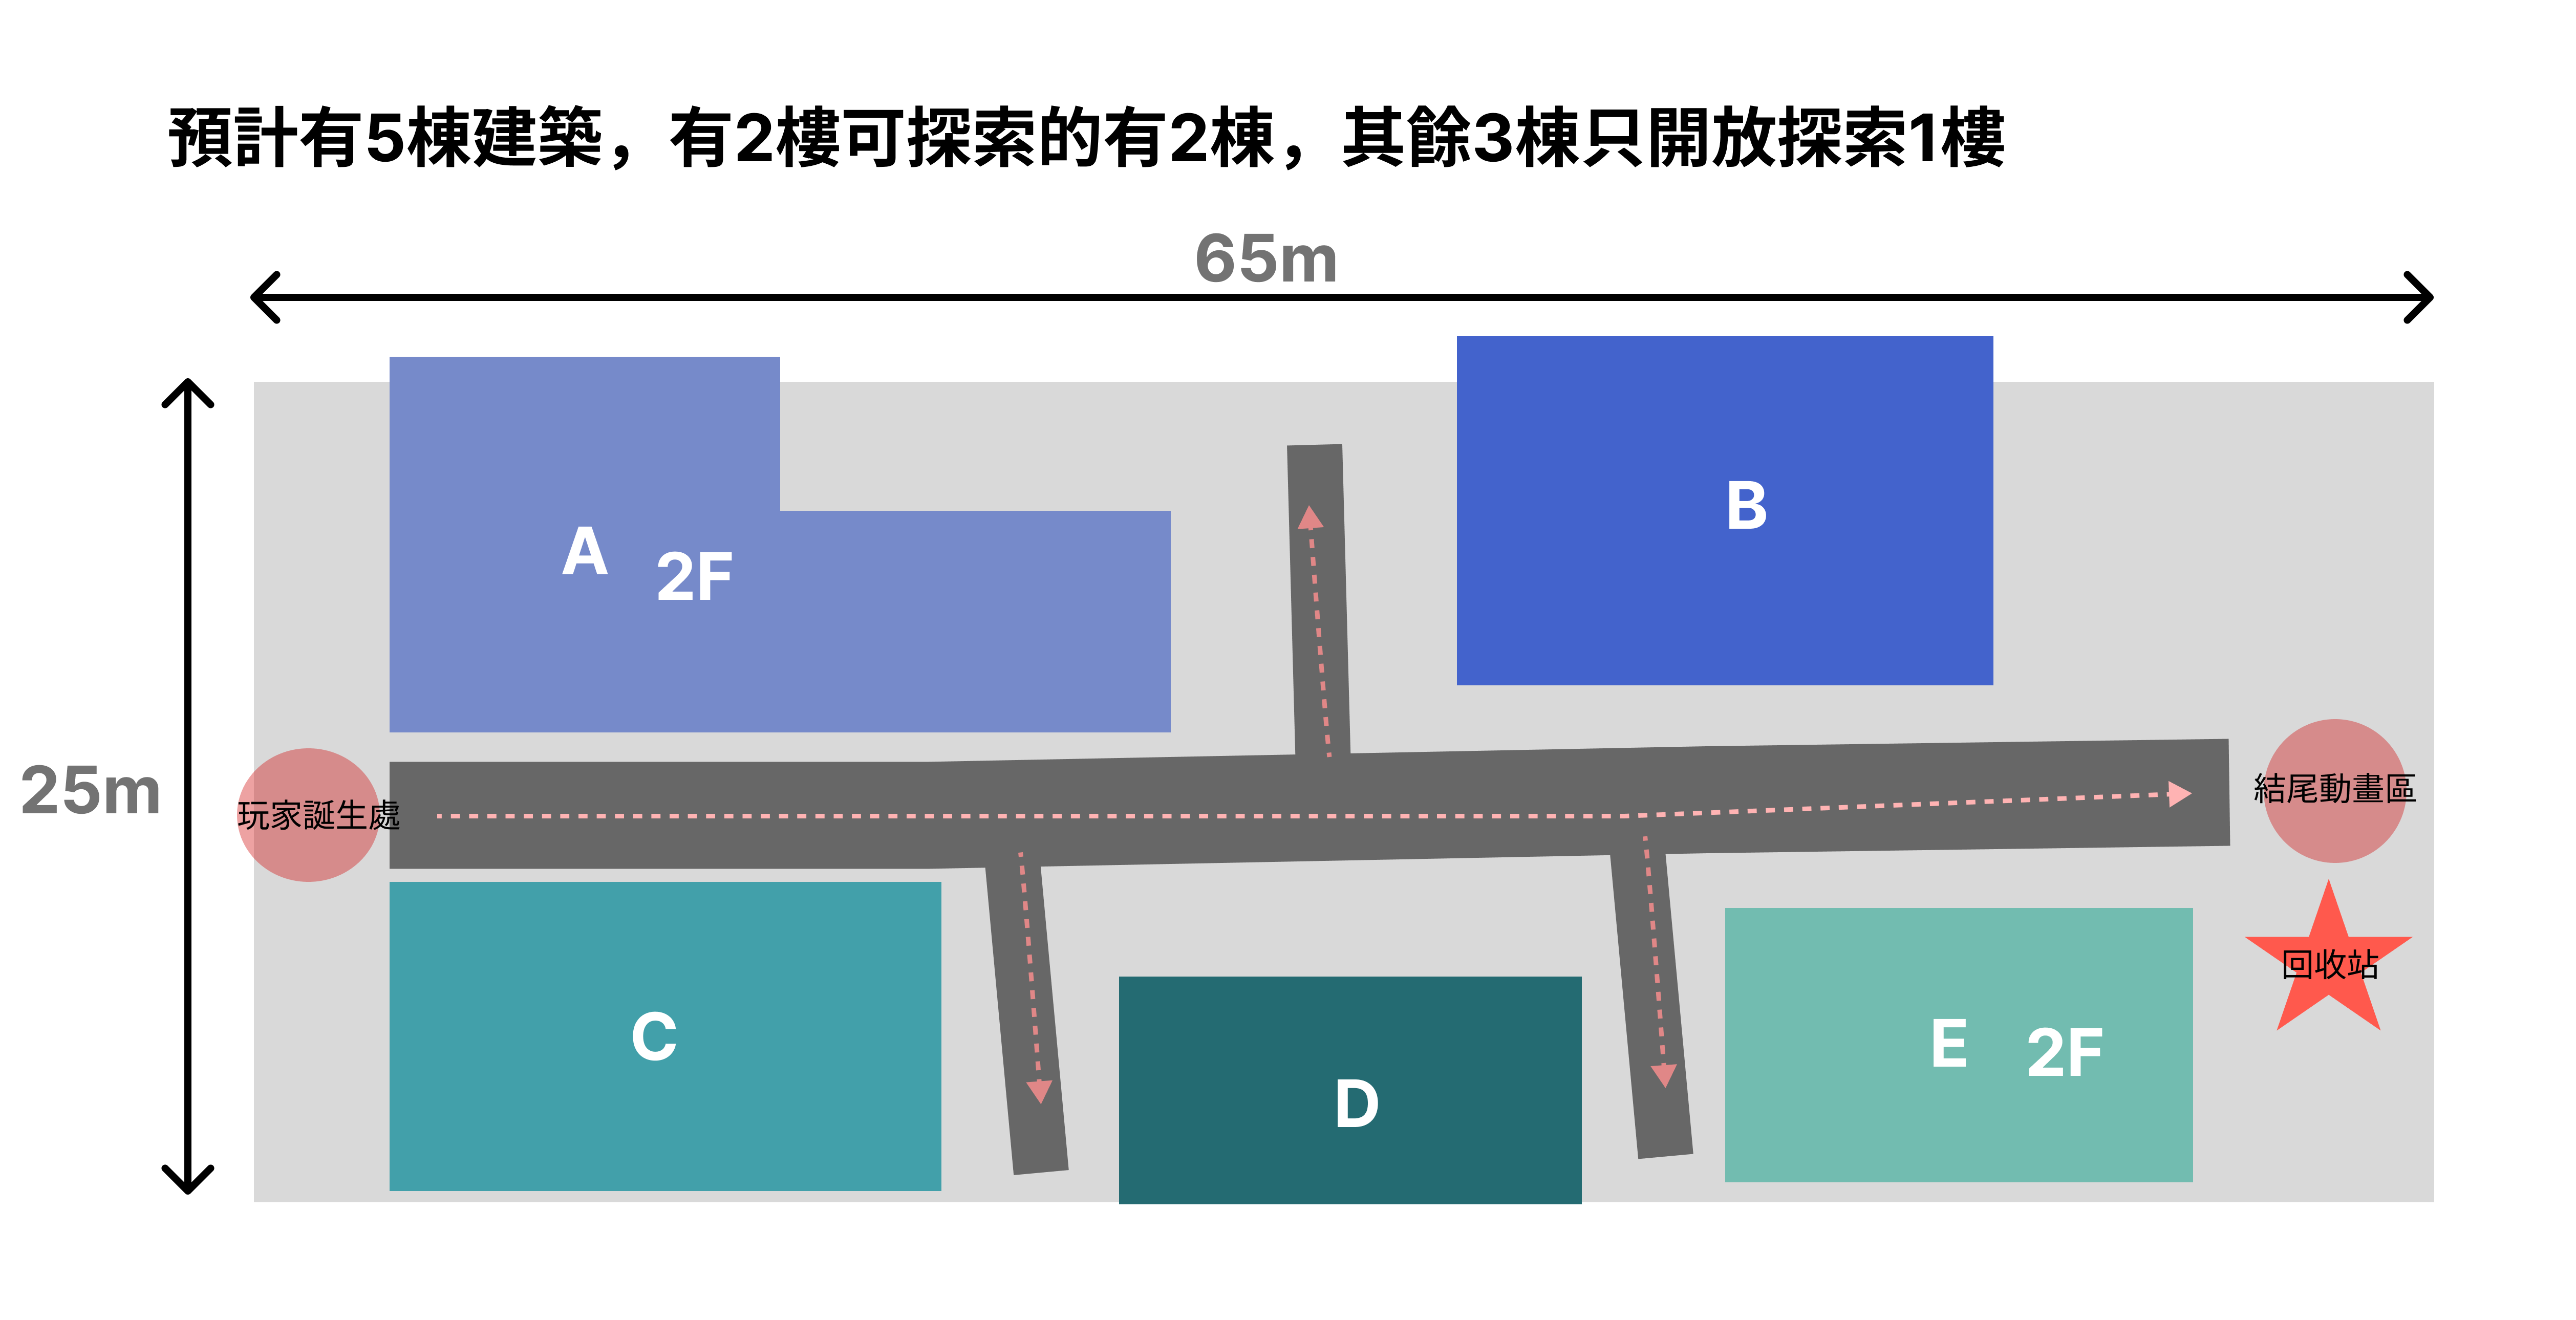 預計有5棟建築，有2樓可探索的有2棟，其餘3棟只開放探索1樓
65m
25m
A 2F
B
玩家誕生處
結尾動畫區
回收站
C
D
E 2F